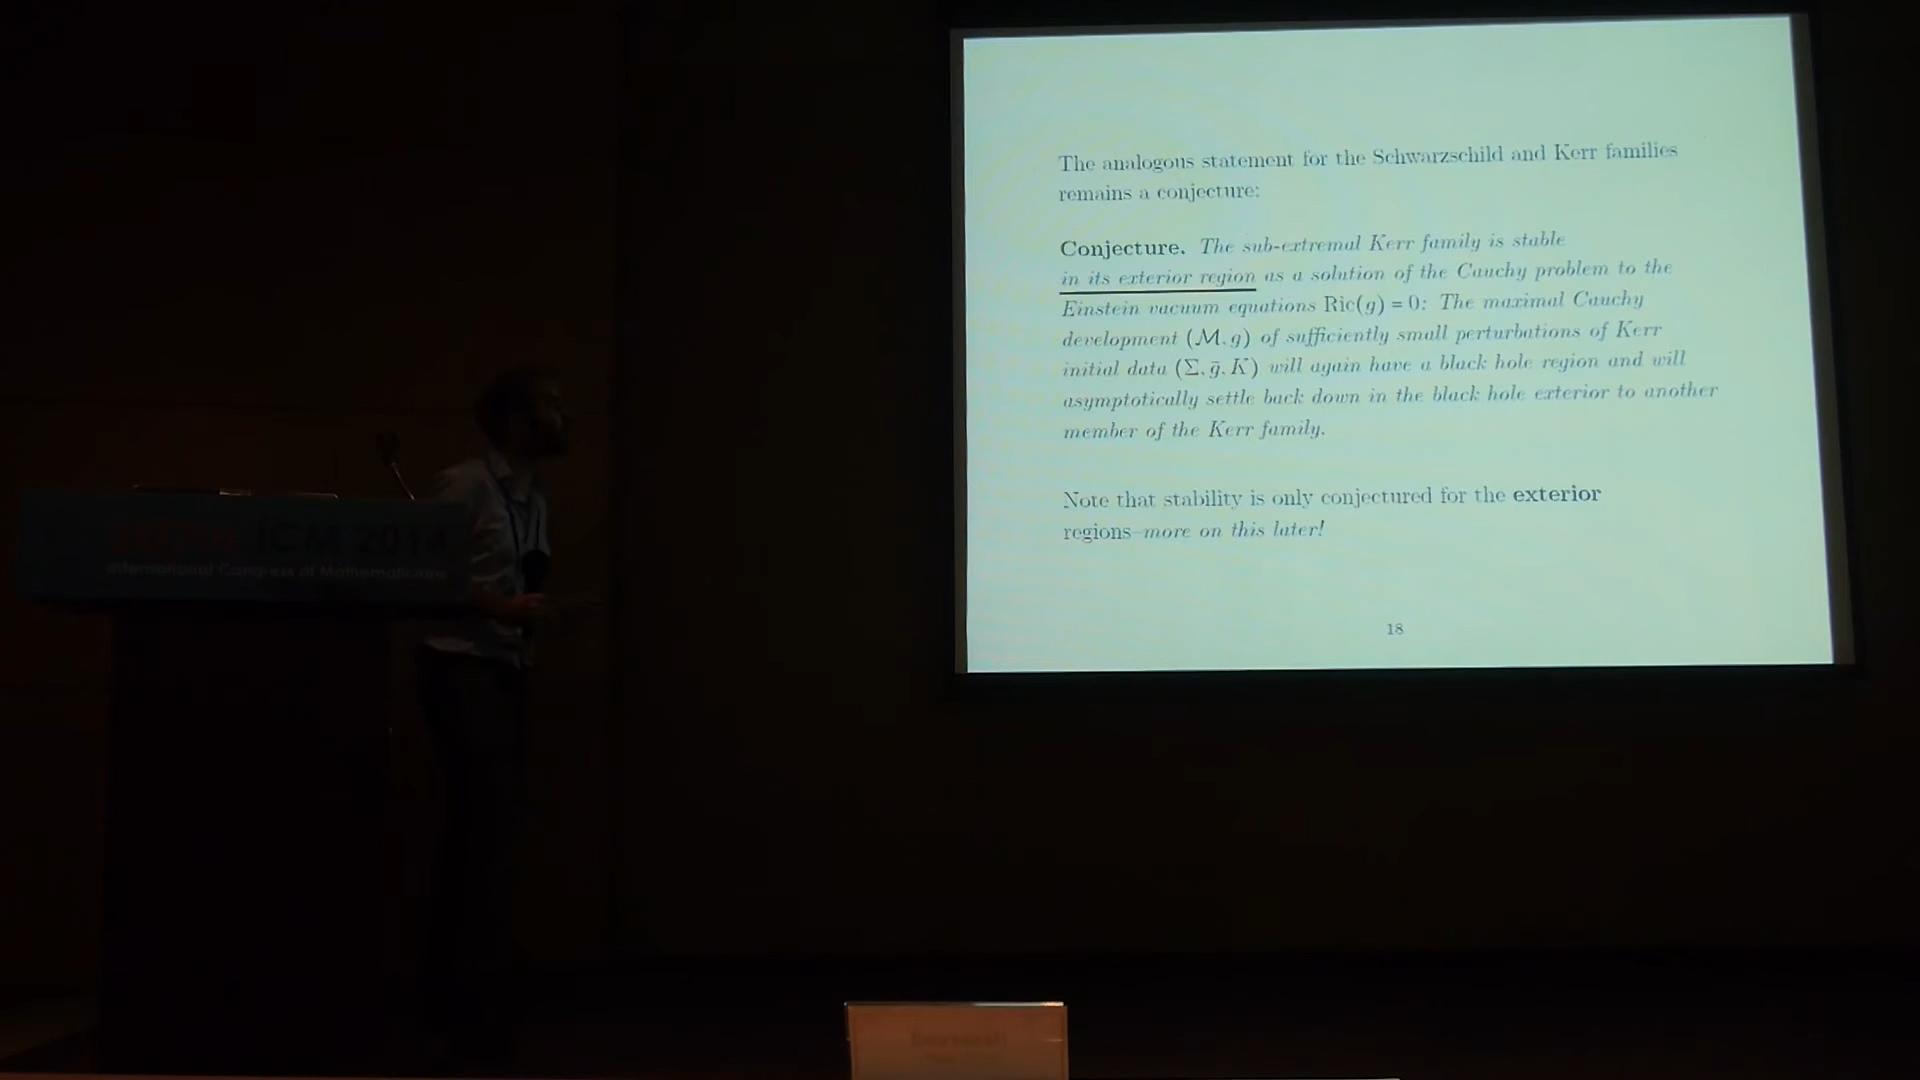 The analogous statement for the Schwarzschild and Kerr families
remains a conjecture:
Conjecture. The sub-extremal Kerr family is stable
in its exterior region as a solution of the Cauchy problem to the
Einstein vacuum equations Ric(g) = 0: The maximal Cauchy
development (M, g) of sufficiently small perturbations of Kerr
initial data (Σ, ḡ, K) will again have a black hole region and will
asymptotically settle back down in the black hole exterior to another
member of the Kerr family.
Note that stability is only conjectured for the exterior
regions–more on this later!
18
ICM 2014
International Congress of Mathematicians